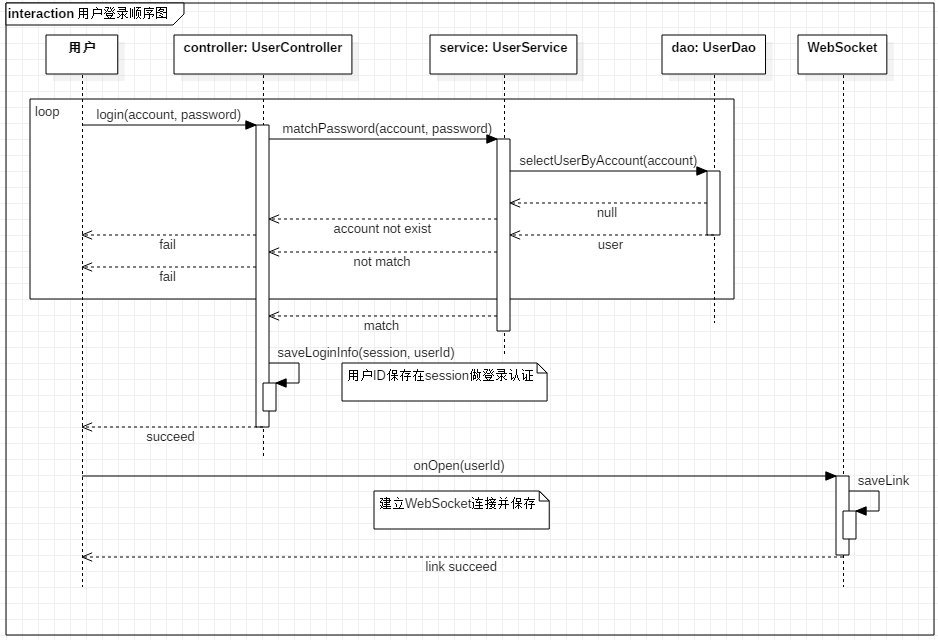 interaction 用户登录顺序图
用户
controller: UserController
service: UserService
dao: UserDao
WebSocket
loop
login(account, password)
matchPassword(account, password)
selectUserByAccount(account)
null
account not exist
fail
user
not match
fail
match
saveLoginInfo(session, userId)
用户ID保存在session做登录认证
succeed
onOpen(userId)
saveLink
建立WebSocket连接并保存
link succeed